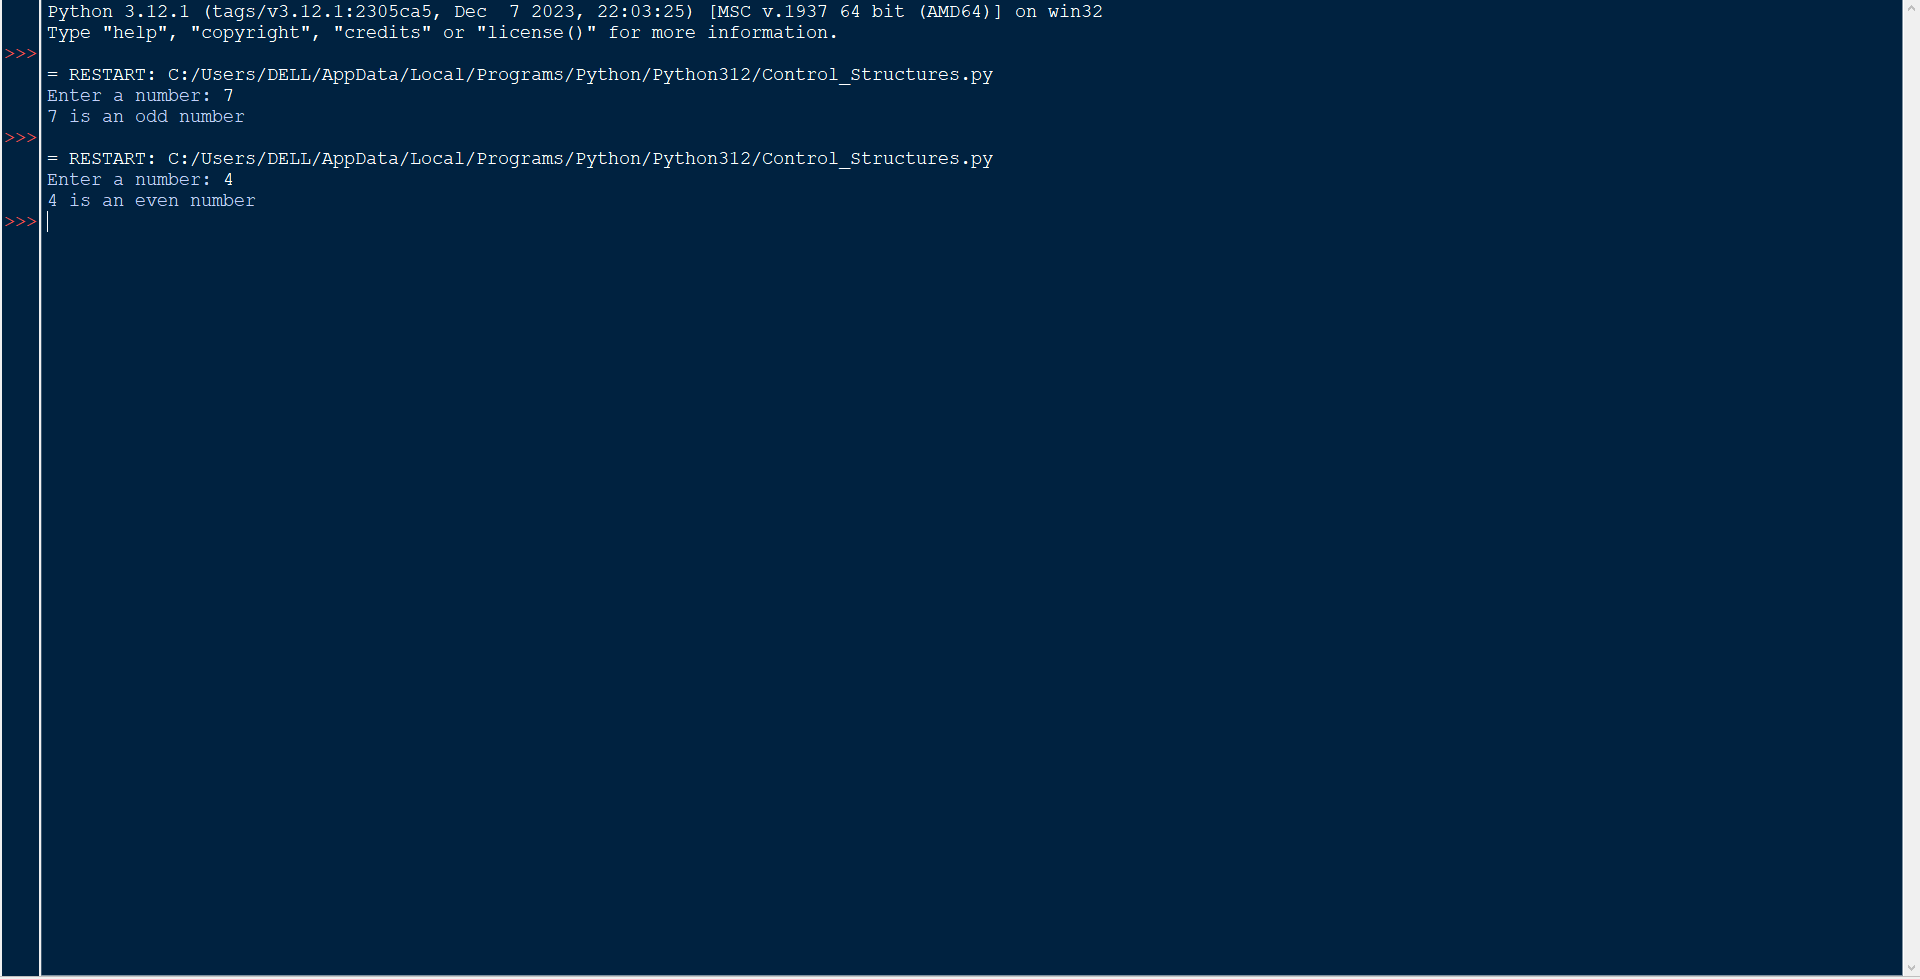 Python 3.12.1 (tags/v3.12.1:2305ca5, Dec  7 2023, 22:03:25) [MSC v.1937 64 bit (AMD64)] on win32
Type "help", "copyright", "credits" or "license()" for more information.
>>>
= RESTART: C:/Users/DELL/AppData/Local/Programs/Python/Python312/Control_Structures.py
Enter a number: 7
7 is an odd number
>>>
= RESTART: C:/Users/DELL/AppData/Local/Programs/Python/Python312/Control_Structures.py
Enter a number: 4
4 is an even number
>>>